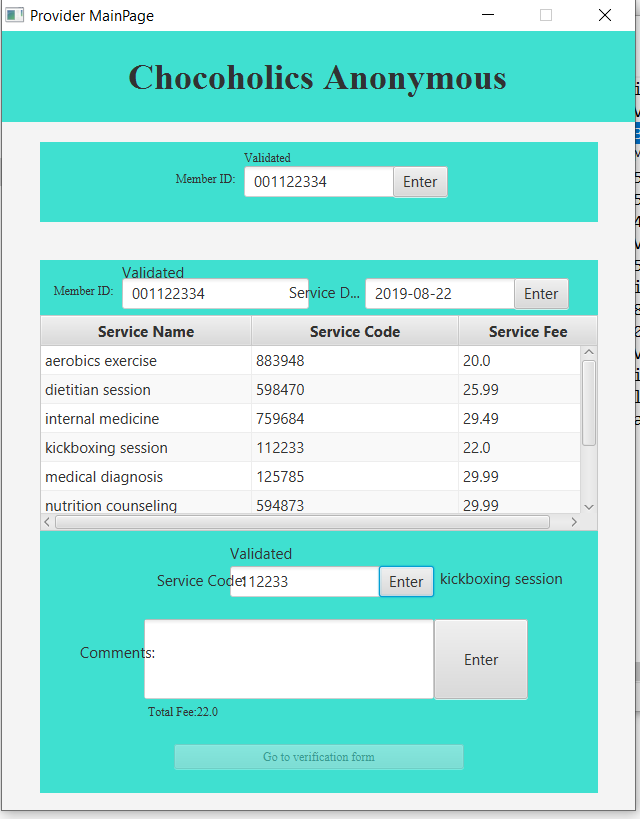 Provider MainPage
Chocoholics Anonymous
Validated
Member ID: 001122334 Enter
Validated
Member ID: 001122334 Service D... 2019-08-22 Enter
Service Name Service Code Service Fee
aerobics exercise 883948 20.0
dietitian session 598470 25.99
internal medicine 759684 29.49
kickboxing session 112233 22.0
medical diagnosis 125785 29.99
nutrition counseling 594873 29.99
Validated
Service Code: 112233 Enter kickboxing session
Comments: Enter
Total Fee:22.0
Go to verification form